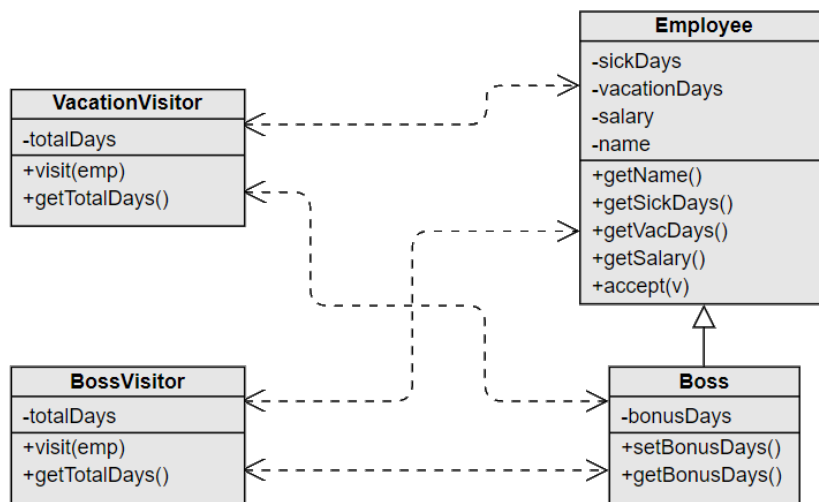 Employee
-sickDays
-vacationDays
-salary
-name
+getName()
+getSickDays()
+getVacDays()
+getSalary()
+accept(v)
VacationVisitor
-totalDays
+visit(emp)
+getTotalDays()
BossVisitor
-totalDays
+visit(emp)
+getTotalDays()
Boss
-bonusDays
+setBonusDays()
+getBonusDays()